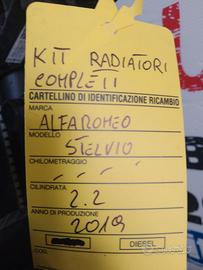 KIT RADIATORI
COMPLETI
CARTELLINO DI IDENTIFICAZIONE RICAMBIO
MARCA
ALFAROMEO
MODELLO
STELVIO
CHILOMETRAGGIO
CILINDRATA
2.2
ANNO DI PRODUZIONE
2019
DIESEL
COD.